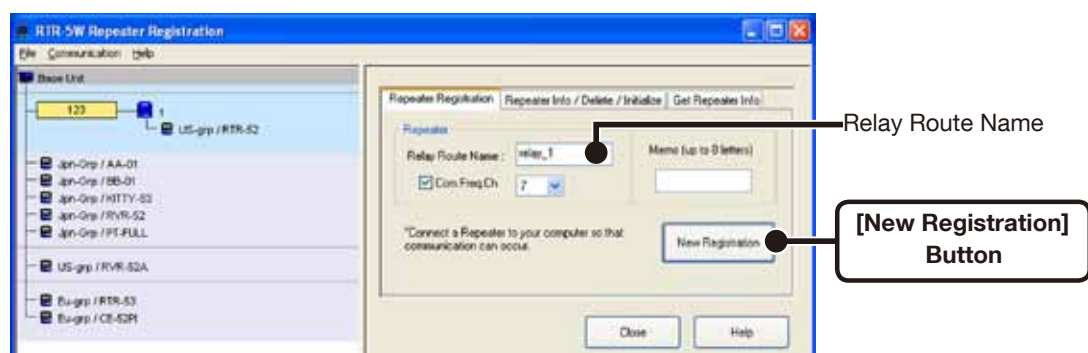 RTR-5W Repeater Registration
File Communication Help
Base Unit
123
1
US-grp / RTR-52
Jpn-Grp / AA-01
Jpn-Grp / BB-01
Jpn-Grp / KITTY-53
Jpn-Grp / RVR-52
Jpn-Grp / PT-FULL
US-grp / RVR-52A
Eu-grp / RTR-53
Eu-grp / CB-52PI
Repeater Registration Repeater Info / Delete / Initialize Get Repeater Info
Repeater
Relay Route Name : relay_1
Memo (up to 8 letters)
Com.Freq.Ch 7
*Connect a Repeater to your computer so that
communication can occur.
New Registration
Close Help
Relay Route Name
[New Registration]
Button